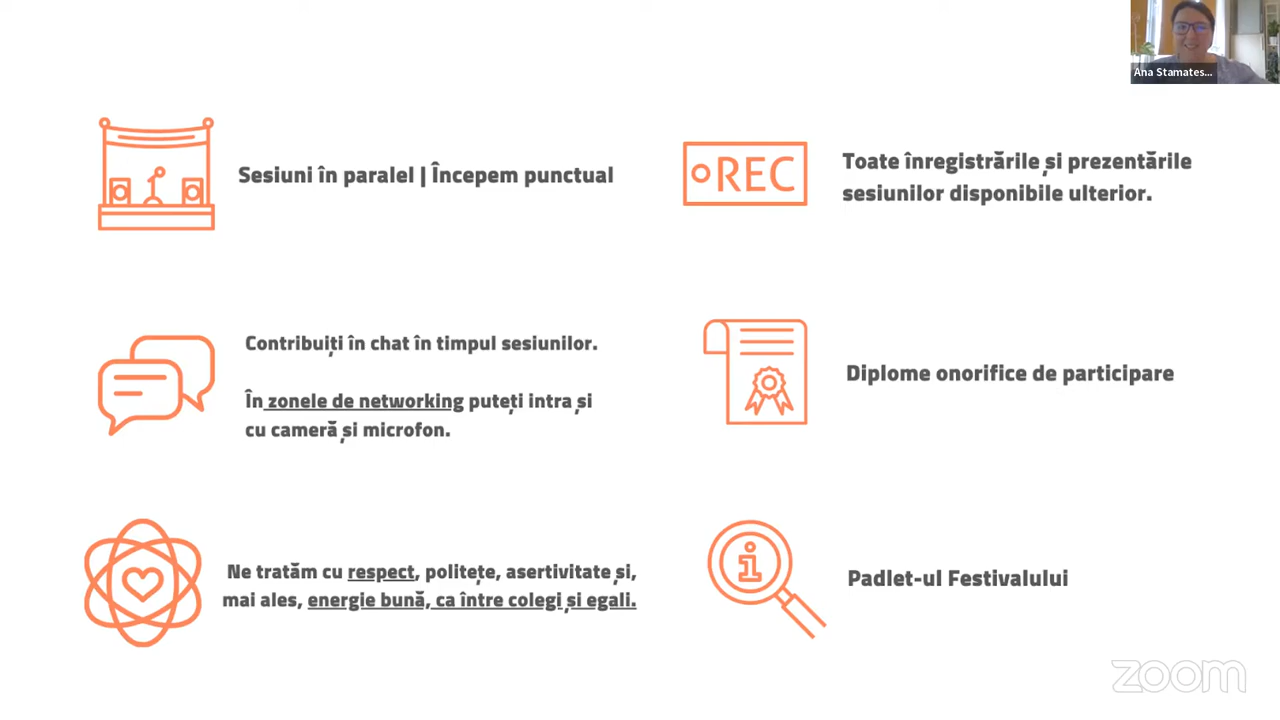 Ana Stamates...
Sesiuni în paralel | Începem punctual
REC
Toate înregistrările și prezentările
sesiunilor disponibile ulterior.
Contribuiți în chat în timpul sesiunilor.
În zonele de networking puteți intra și
cu cameră și microfon.
Diplome onorifice de participare
Ne tratăm cu respect, politețe, asertivitate și,
mai ales, energie bună, ca între colegi și egali.
i
Padlet-ul Festivalului
zoom